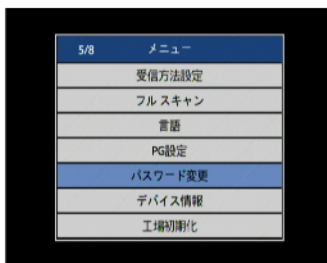 5/8 メニュー
受信方法設定
フル スキャン
言語
PG設定
パスワード変更
デバイス情報
工場初期化